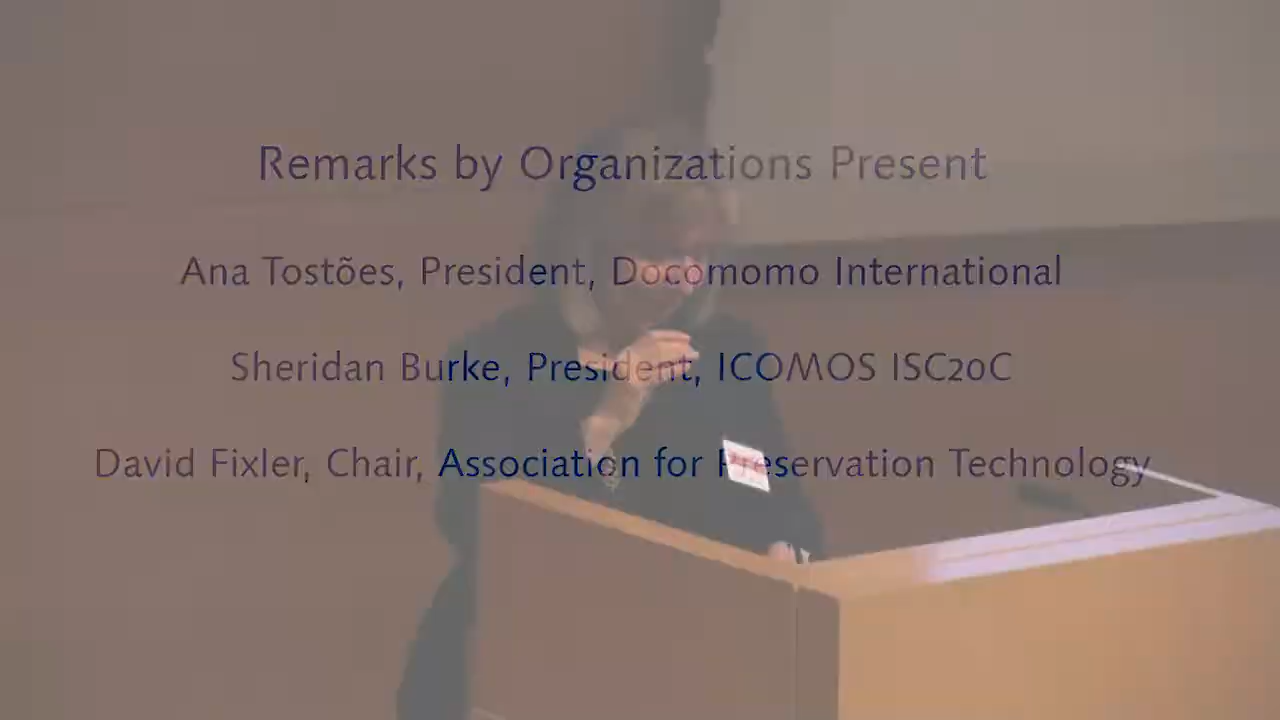 Remarks by Organizations Present
Ana Tostões, President, Docomomo International
Sheridan Burke, President, ICOMOS ISC20C
David Fixler, Chair, Association for Preservation Technology